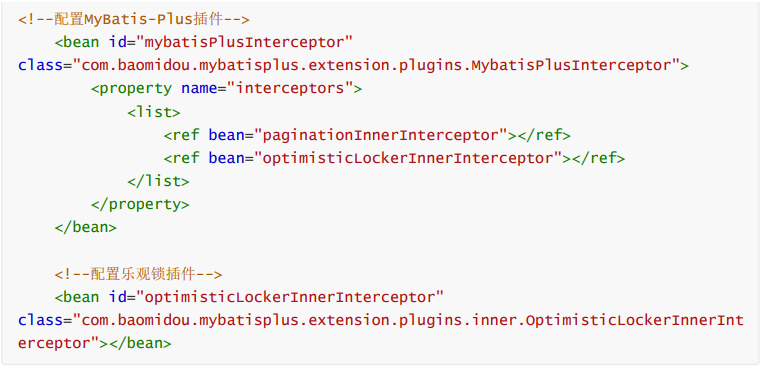 <!--配置MyBatis-Plus插件-->
    <bean id="mybatisPlusInterceptor"
class="com.baomidou.mybatisplus.extension.plugins.MybatisPlusInterceptor">
        <property name="interceptors">
            <list>
                <ref bean="paginationInnerInterceptor"></ref>
                <ref bean="optimisticLockerInnerInterceptor"></ref>
            </list>
        </property>
    </bean>
    <!--配置乐观锁插件-->
    <bean id="optimisticLockerInnerInterceptor"
class="com.baomidou.mybatisplus.extension.plugins.inner.OptimisticLockerInnerInt
erceptor"></bean>